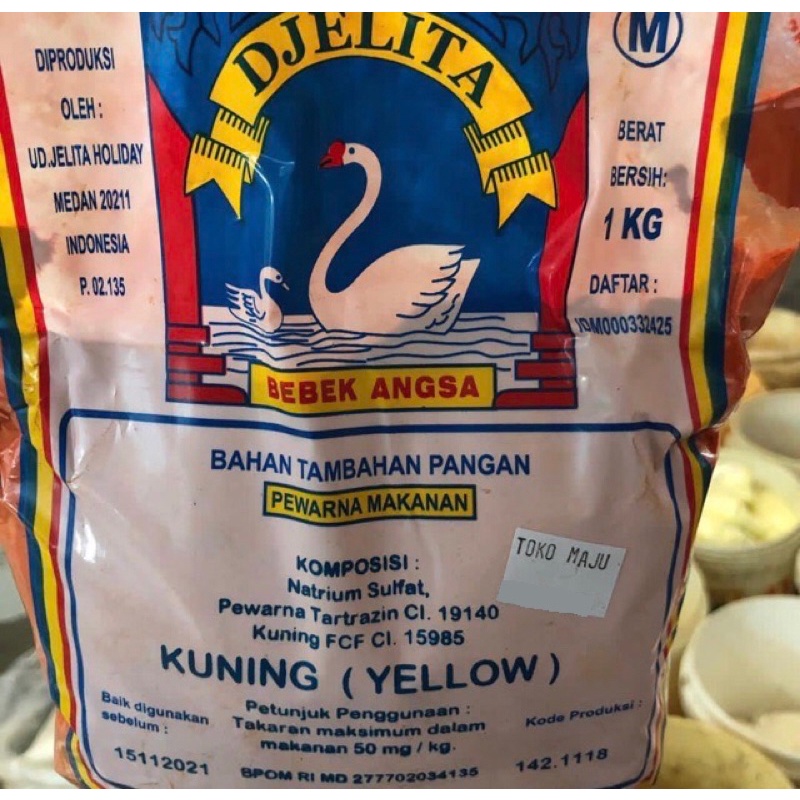 DJELITA
M
DIPRODUKSI
OLEH :
UD.JELITA HOLIDAY
MEDAN 20211
INDONESIA
P. 02.135
BERAT
BERSIH:
1 KG
DAFTAR :
IDM000332425
BEBEK ANGSA
BAHAN TAMBAHAN PANGAN
PEWARNA MAKANAN
TOKO MAJU
KOMPOSISI :
Natrium Sulfat,
Pewarna Tartrazin CI. 19140
Kuning FCF CI. 15985
KUNING ( YELLOW )
Baik digunakan
sebelum :
15112021
Petunjuk Penggunaan :
Takaran maksimum dalam
makanan 50 mg / kg.
BPOM RI MD 277702034135
Kode Produksi :
142.1118